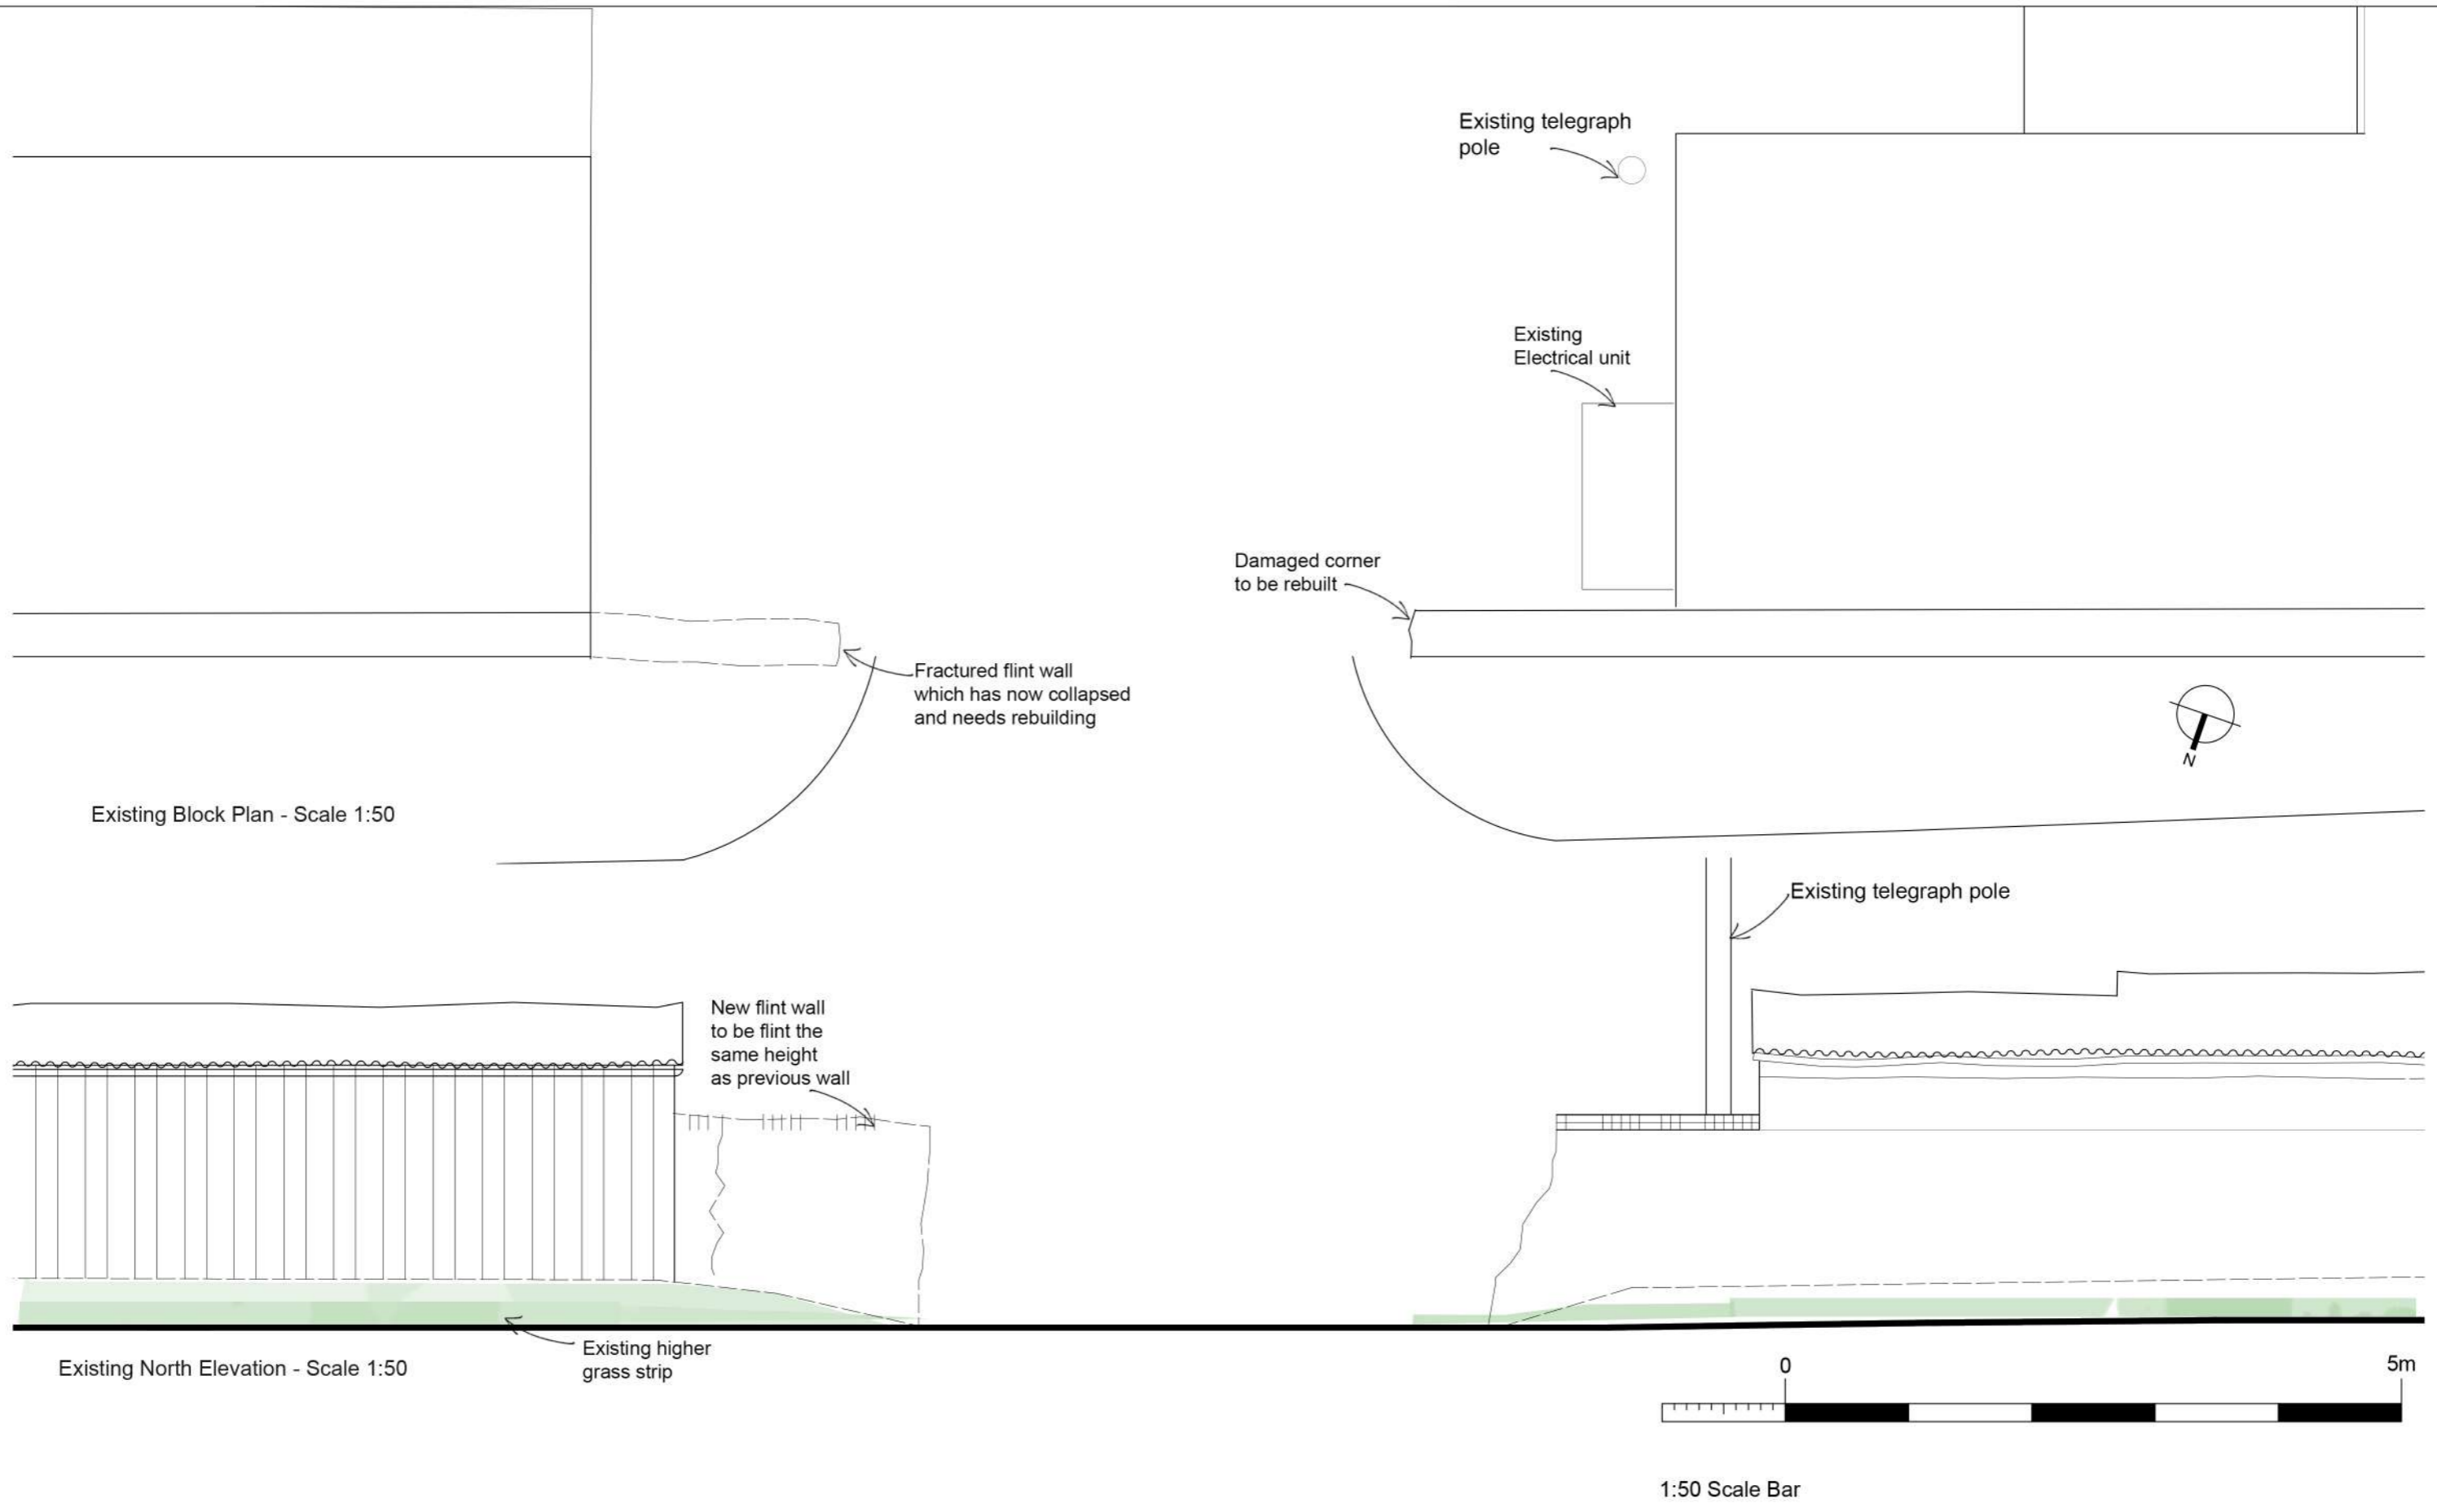 Existing telegraph
pole
Existing
Electrical unit
Damaged corner
to be rebuilt
Fractured flint wall
which has now collapsed
and needs rebuilding
N
Existing Block Plan - Scale 1:50
Existing telegraph pole
New flint wall
to be flint the
same height
as previous wall
Existing higher
grass strip
Existing North Elevation - Scale 1:50
0 5m
1:50 Scale Bar